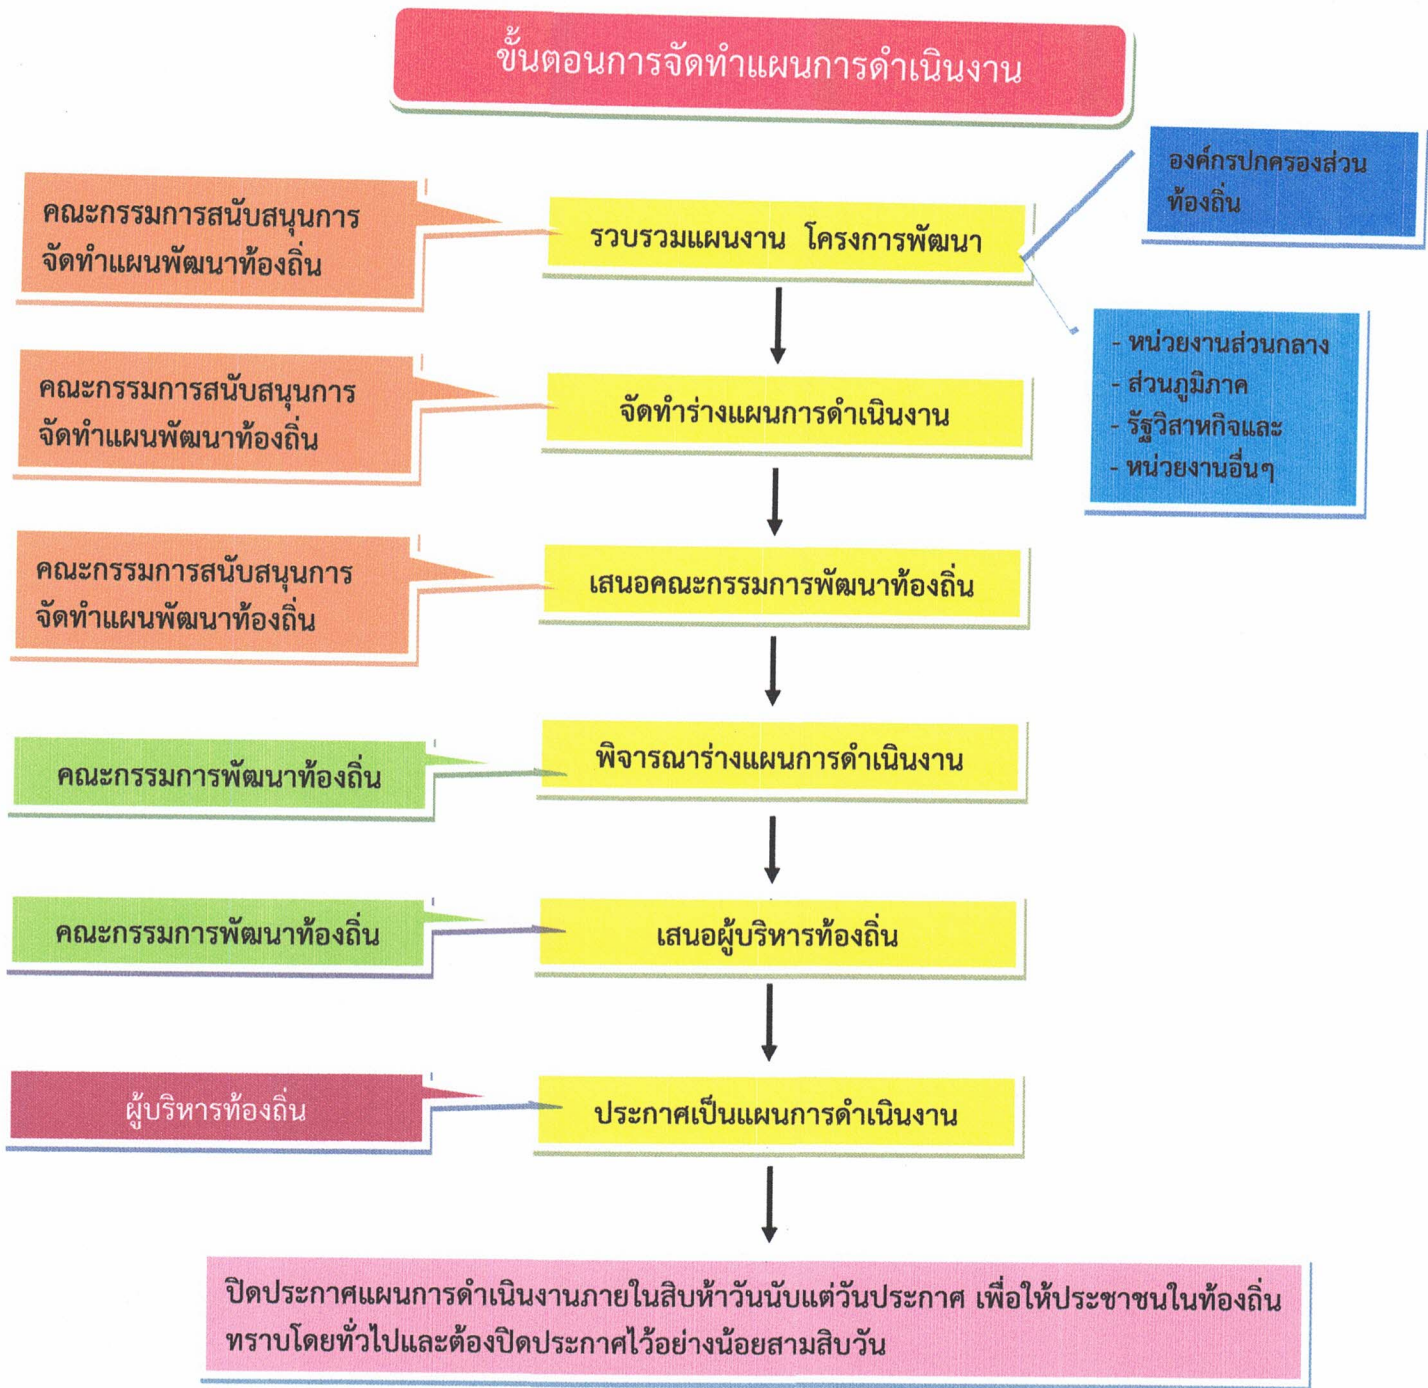 ขั้นตอนการจัดทำแผนการดำเนินงาน
องค์กรปกครองส่วน
ท้องถิ่น
คณะกรรมการสนับสนุนการ
จัดทำแผนพัฒนาท้องถิ่น
รวบรวมแผนงาน โครงการพัฒนา
- หน่วยงานส่วนกลาง
- ส่วนภูมิภาค
- รัฐวิสาหกิจและ
- หน่วยงานอื่นๆ
คณะกรรมการสนับสนุนการ
จัดทำแผนพัฒนาท้องถิ่น
จัดทำร่างแผนการดำเนินงาน
คณะกรรมการสนับสนุนการ
จัดทำแผนพัฒนาท้องถิ่น
เสนอคณะกรรมการพัฒนาท้องถิ่น
คณะกรรมการพัฒนาท้องถิ่น
พิจารณาร่างแผนการดำเนินงาน
คณะกรรมการพัฒนาท้องถิ่น
เสนอผู้บริหารท้องถิ่น
ผู้บริหารท้องถิ่น
ประกาศเป็นแผนการดำเนินงาน
ปิดประกาศแผนการดำเนินงานภายในสิบห้าวันนับแต่วันประกาศ เพื่อให้ประชาชนในท้องถิ่น
ทราบโดยทั่วไปและต้องปิดประกาศไว้อย่างน้อยสามสิบวัน